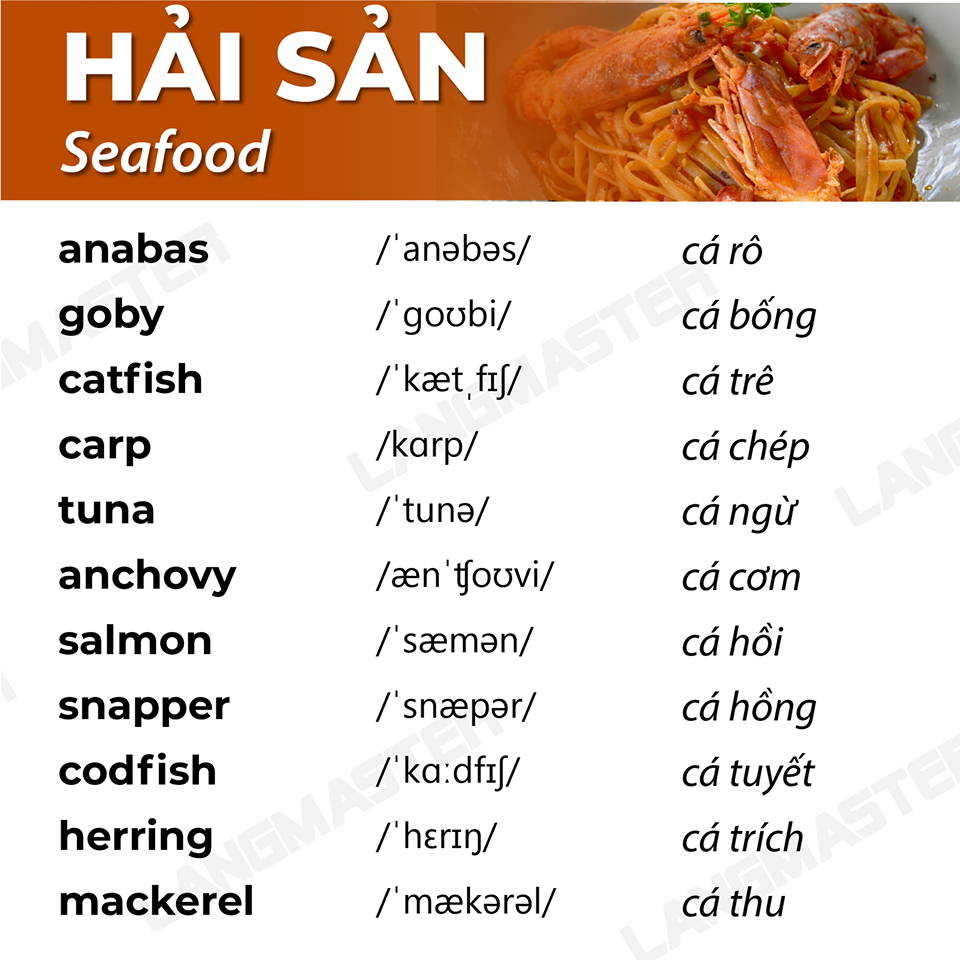 HẢI SẢN
Seafood
anabas /ˈanəbəs/ cá rô
goby /ˈgoʊbi/ cá bống
catfish /ˈkætˌfɪʃ/ cá trê
carp /kɑrp/ cá chép
tuna /ˈtunə/ cá ngừ
anchovy /ænˈʧoʊvi/ cá cơm
salmon /ˈsæmən/ cá hồi
snapper /ˈsnæpər/ cá hồng
codfish /ˈkɑːdfɪʃ/ cá tuyết
herring /ˈhɛrɪŋ/ cá trích
mackerel /ˈmækərəl/ cá thu
LANGMASTER